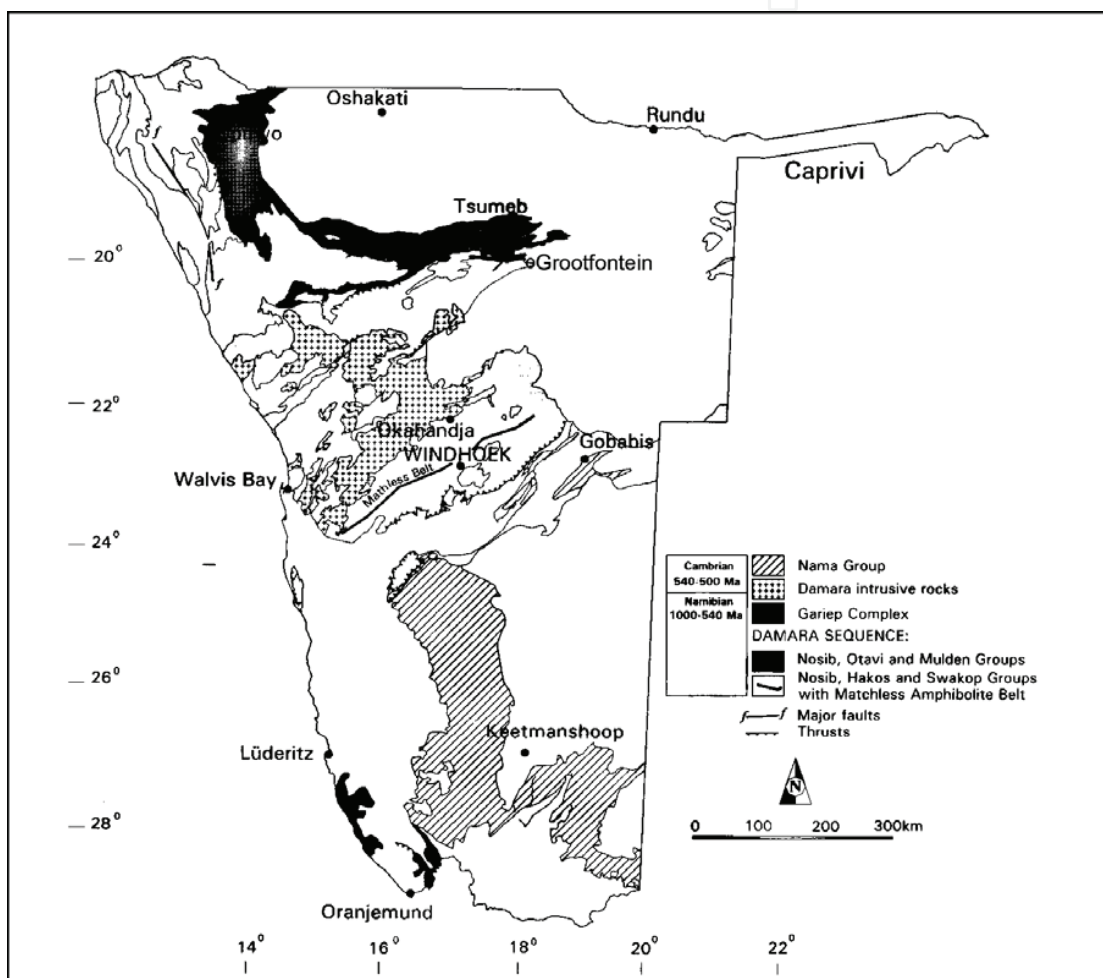 Oshakati
Rundu
Caprivi
Tsumeb
20°
Grootfontein
22°
Okahandja
WINDHOEK
Gobabis
Mathless Belt
Walvis Bay
24°
Cambrian
540-500 Ma
Namibian
1000-540 Ma
Nama Group
Damara intrusive rocks
Gariep Complex
DAMARA SEQUENCE:
Nosib, Otavi and Mulden Groups
Nosib, Hakos and Swakop Groups
with Matchless Amphibolite Belt
f f Major faults
Thrusts
26°
Keetmanshoop
Lüderitz
N
28°
0 100 200 300km
Oranjemund
14° 16° 18° 20° 22°